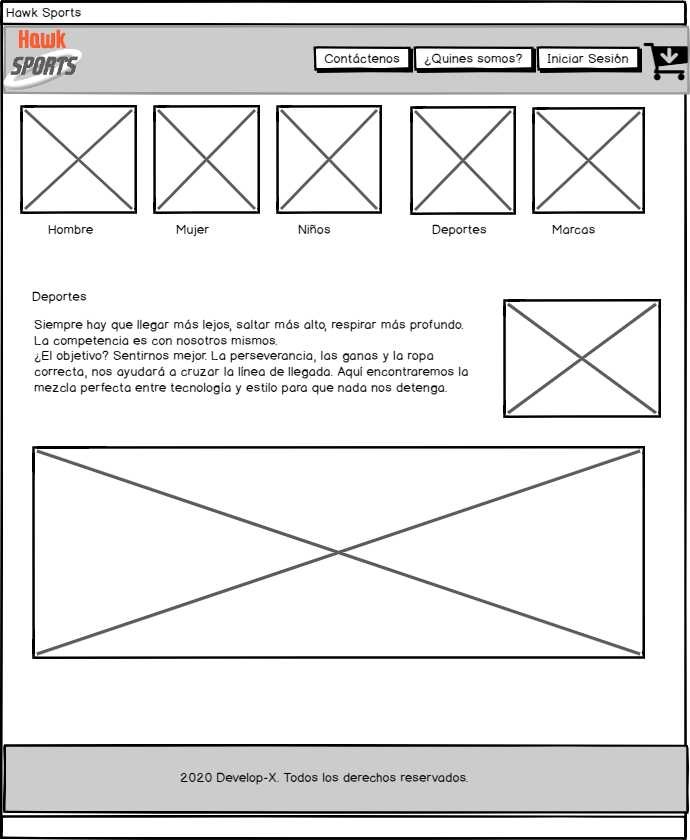 Hawk Sports
Hawk
SPORTS
Contáctenos
¿Quines somos?
Iniciar Sesión
Hombre
Mujer
Niños
Deportes
Marcas
Deportes
Siempre hay que llegar más lejos, saltar más alto, respirar más profundo.
La competencia es con nosotros mismos.
¿El objetivo? Sentirnos mejor. La perseverancia, las ganas y la ropa
correcta, nos ayudará a cruzar la línea de llegada. Aquí encontraremos la
mezcla perfecta entre tecnología y estilo para que nada nos detenga.
2020 Develop-X. Todos los derechos reservados.